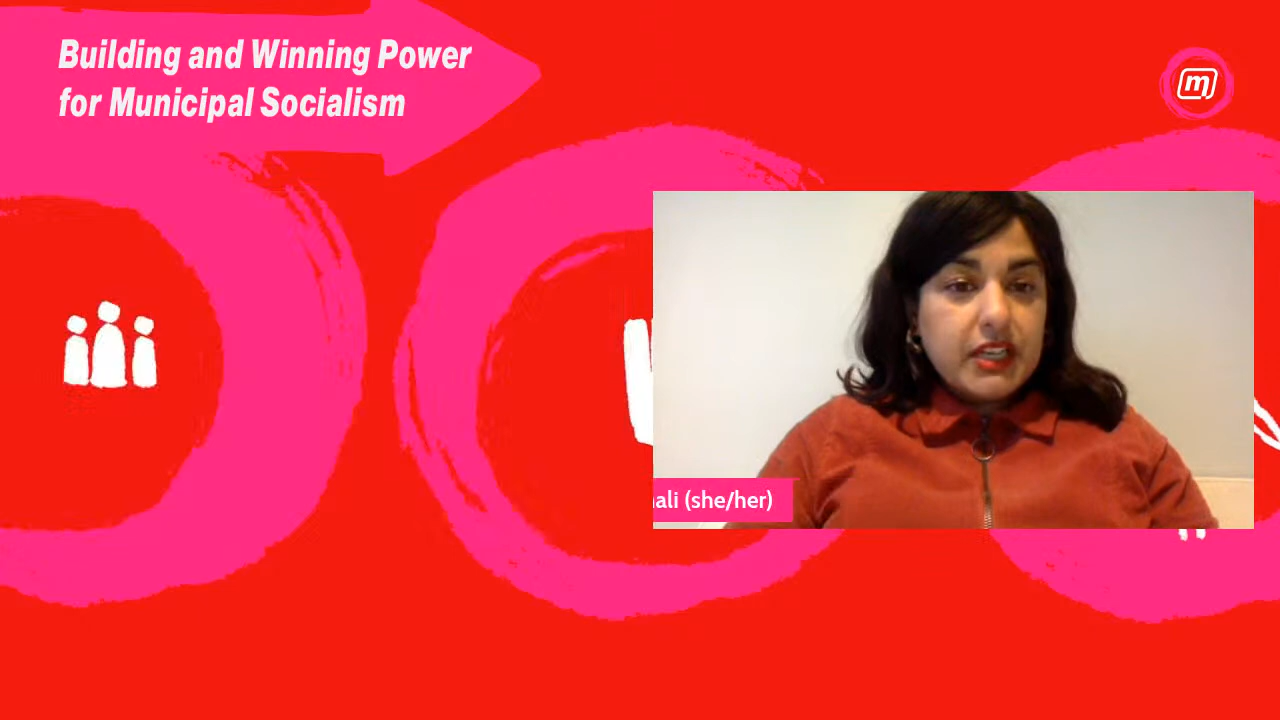 Building and Winning Power
for Municipal Socialism
m
ali (she/her)